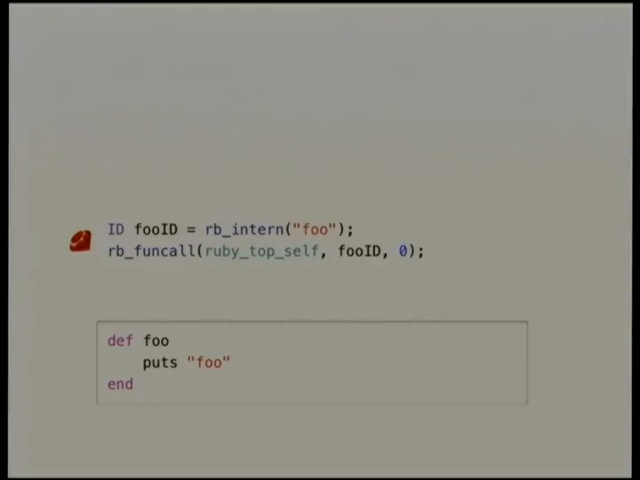 ID fooID = rb_intern("foo");
rb_funcall(ruby_top_self, fooID, 0);
def foo
    puts "foo"
end